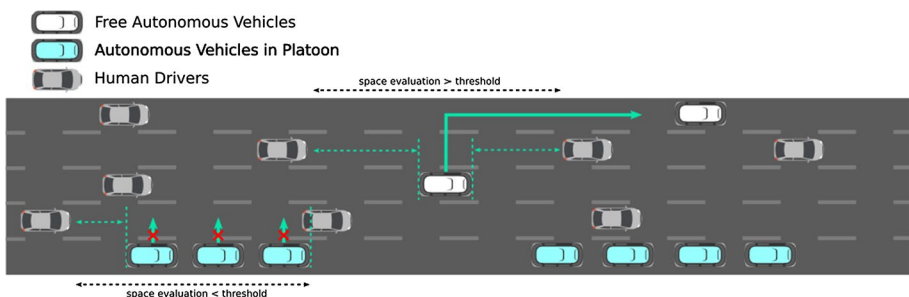 Free Autonomous Vehicles
Autonomous Vehicles in Platoon
Human Drivers
space evaluation > threshold
space evaluation < threshold